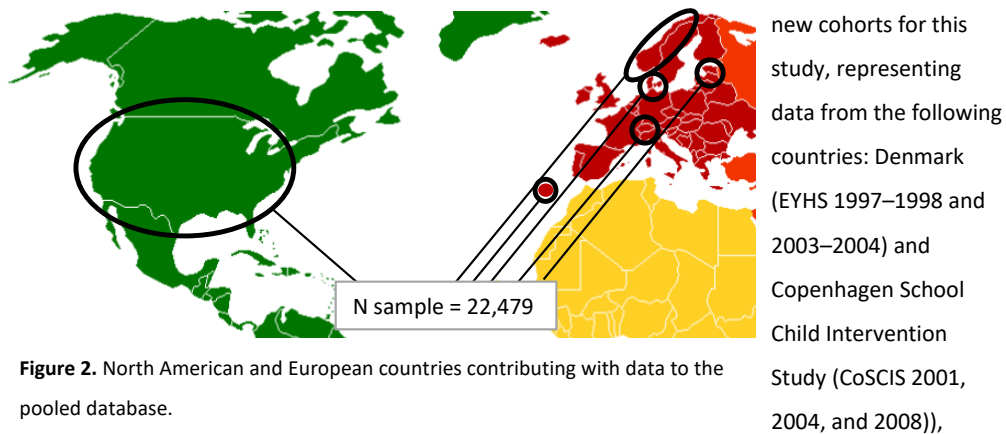 N sample = 22,479
Figure 2. North American and European countries contributing with data to the
pooled database.
new cohorts for this
study, representing
data from the following
countries: Denmark
(EYHS 1997–1998 and
2003–2004) and
Copenhagen School
Child Intervention
Study (CoSCIS 2001,
2004, and 2008)),